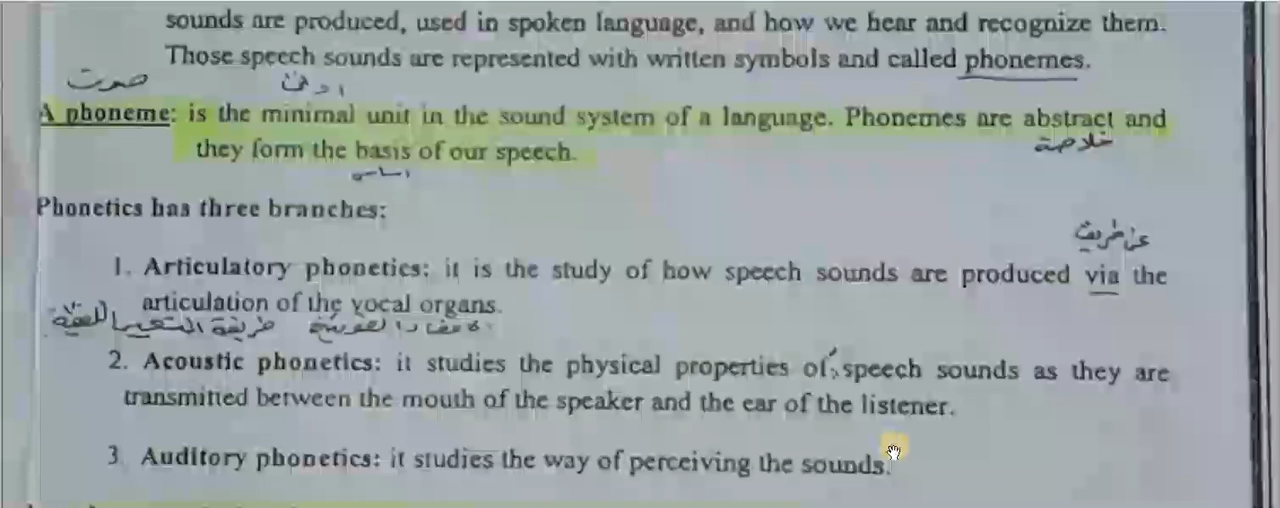 sounds are produced, used in spoken language, and how we hear and recognize them.
Those speech sounds are represented with written symbols and called phonemes.
صوت
A phoneme: is the minimal unit in the sound system of a language. Phonemes are abstract and
خلاصة
they form the basis of our speech.
اساس
Phonetics has three branches:
عن طريق
1. Articulatory phonetics: it is the study of how speech sounds are produced via the
articulation of the vocal organs.
طريقة
2. Acoustic phonetics: it studies the physical properties of speech sounds as they are
transmitted between the mouth of the speaker and the ear of the listener.
3. Auditory phonetics: it studies the way of perceiving the sounds.